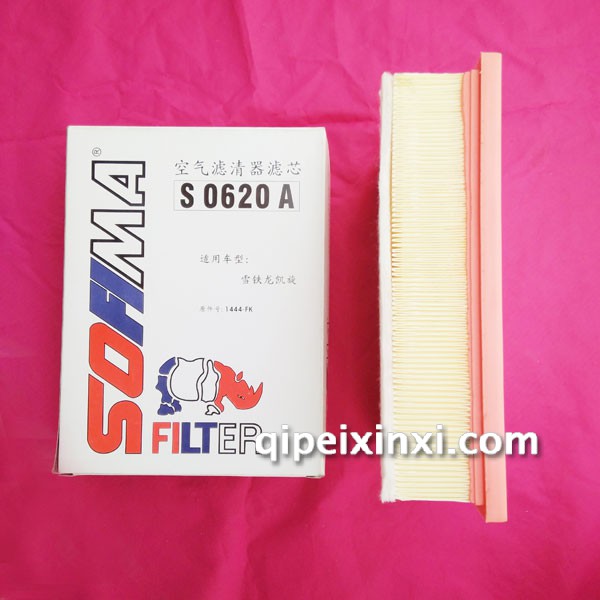 SOFIMA®
空气滤清器滤芯
S 0620 A
适用车型:
雪铁龙凯旋
原件号:1444-FK
FILTER
qipeixinxi.com